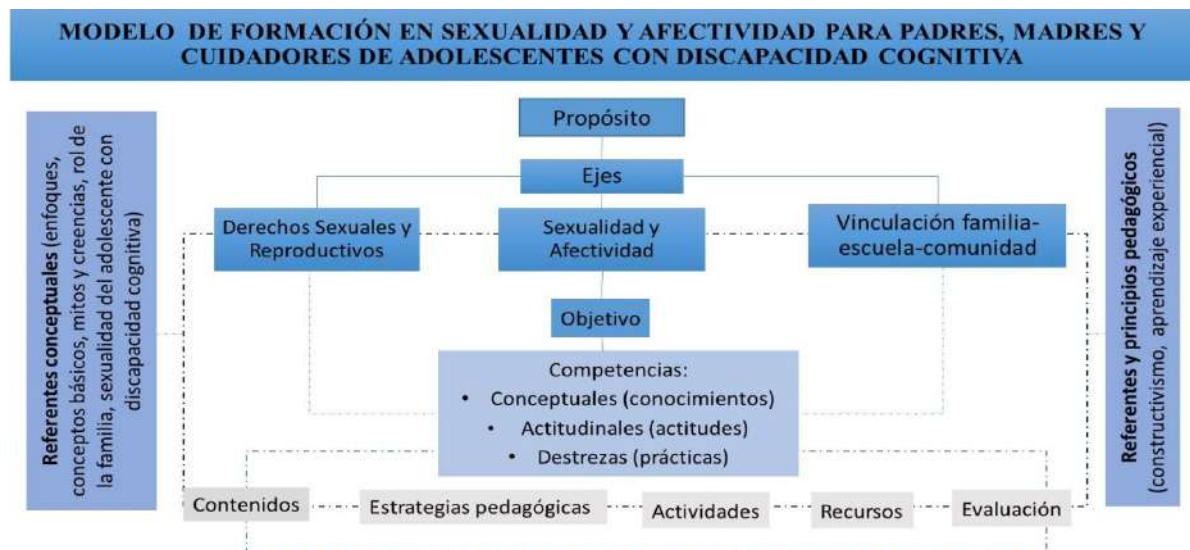 MODELO DE FORMACIÓN EN SEXUALIDAD Y AFECTIVIDAD PARA PADRES, MADRES Y
CUIDADORES DE ADOLESCENTES CON DISCAPACIDAD COGNITIVA
Referentes conceptuales (enfoques,
conceptos básicos, mitos y creencias, rol de
la familia, sexualidad del adolescente con
discapacidad cognitiva)
Propósito
Ejes
Derechos Sexuales y
Reproductivos
Sexualidad y
Afectividad
Vinculación familia-
escuela-comunidad
Objetivo
Competencias:
• Conceptuales (conocimientos)
• Actitudinales (actitudes)
• Destrezas (prácticas)
Contenidos
Estrategias pedagógicas
Actividades
Recursos
Evaluación
Referentes y principios pedagógicos
(constructivismo, aprendizaje experiencial)